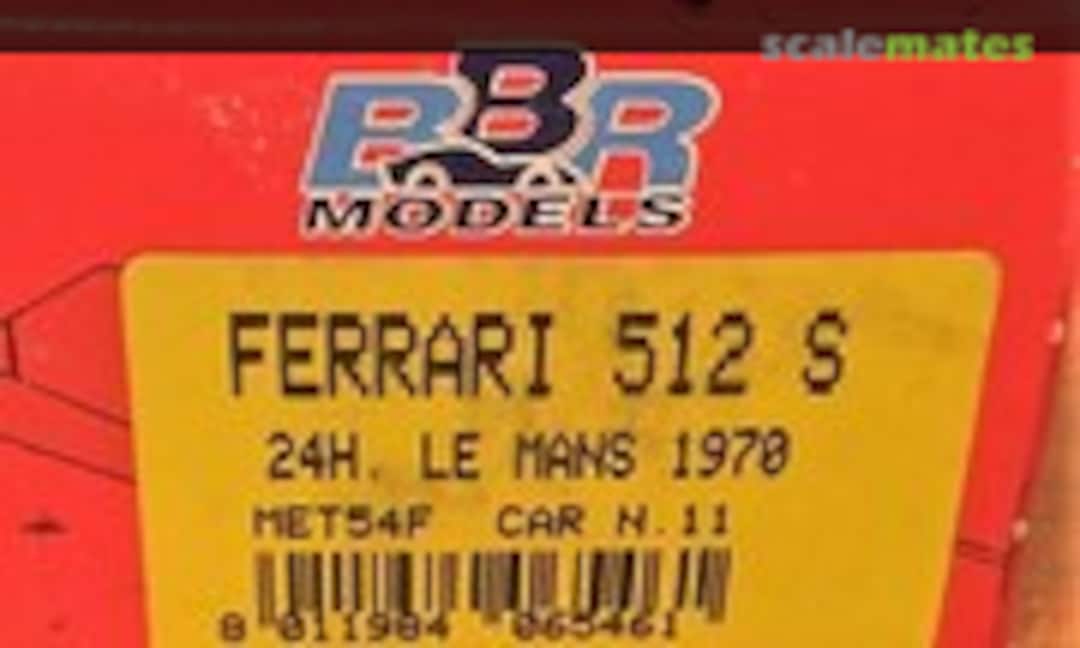 scalemates
BBR
MODELS
FERRARI 512 S
24H. LE MANS 1970
MET54F CAR N.11
8 011984 065461